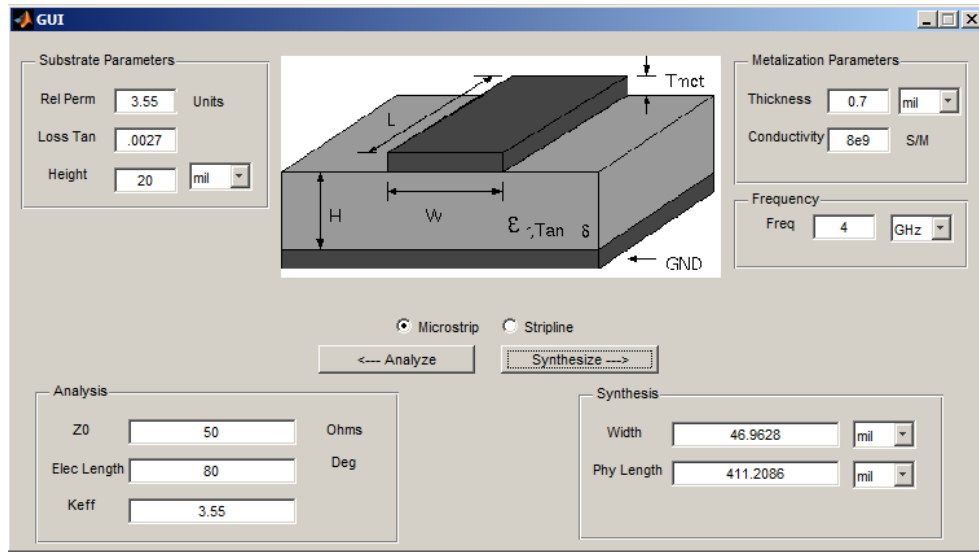 GUI
Substrate Parameters
Rel Perm 3.55 Units
Loss Tan .0027
Height 20 mil
Tmct
L
H
W
ε ,Tan δ
GND
Metalization Parameters
Thickness 0.7 mil
Conductivity 8e9 S/M
Frequency
Freq 4 GHz
Microstrip Stripline
<--- Analyze Synthesize --->
Analysis
Z0 50 Ohms
Elec Length 80 Deg
Keff 3.55
Synthesis
Width 46.9628 mil
Phy Length 411.2086 mil